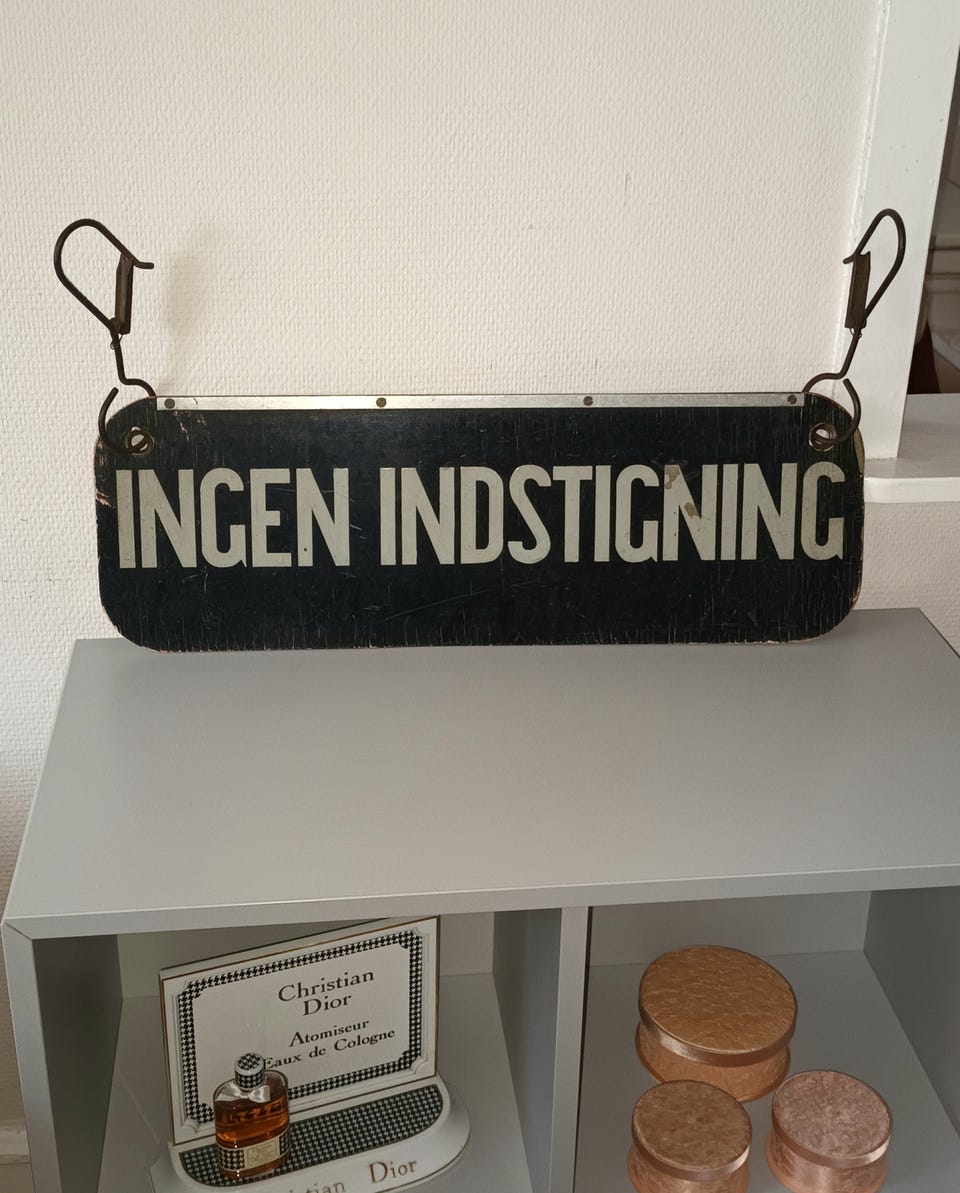 INGEN INDSTIGNING
Christian
Dior
Atomiseur
Eaux de Cologne
Dior